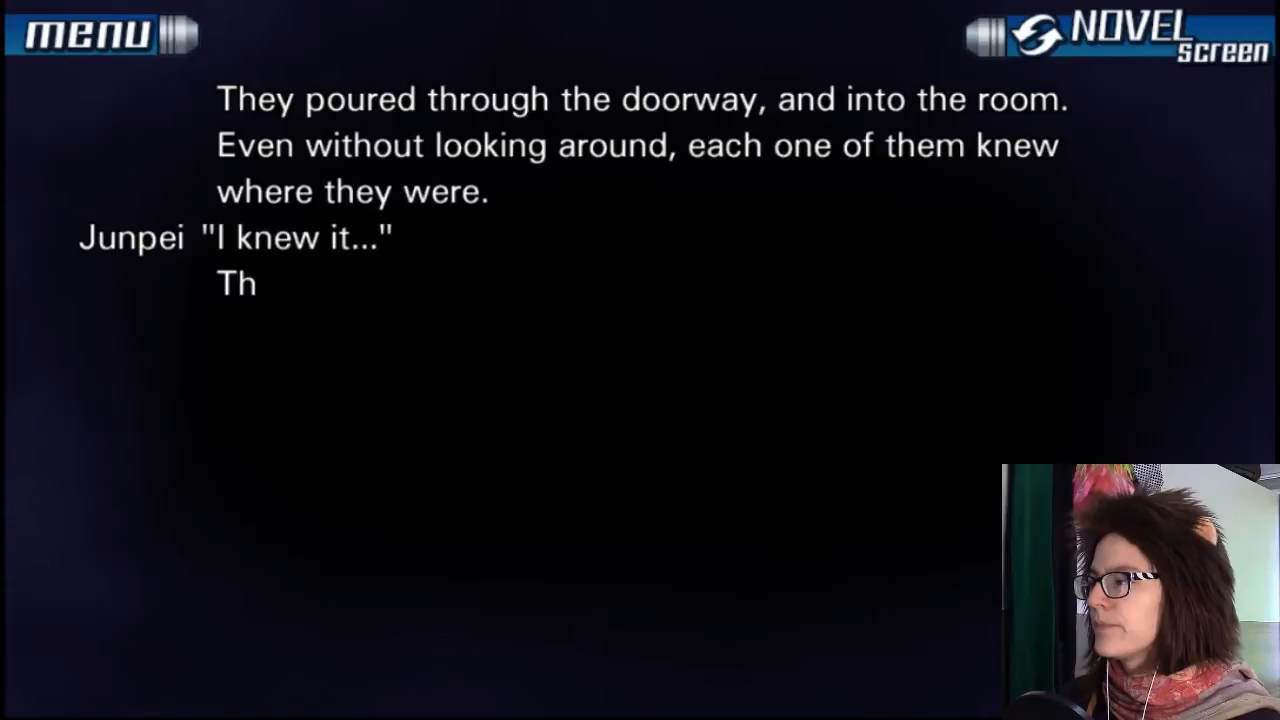 menu
NOVEL
screen
They poured through the doorway, and into the room.
Even without looking around, each one of them knew
where they were.
Junpei "I knew it..."
Th